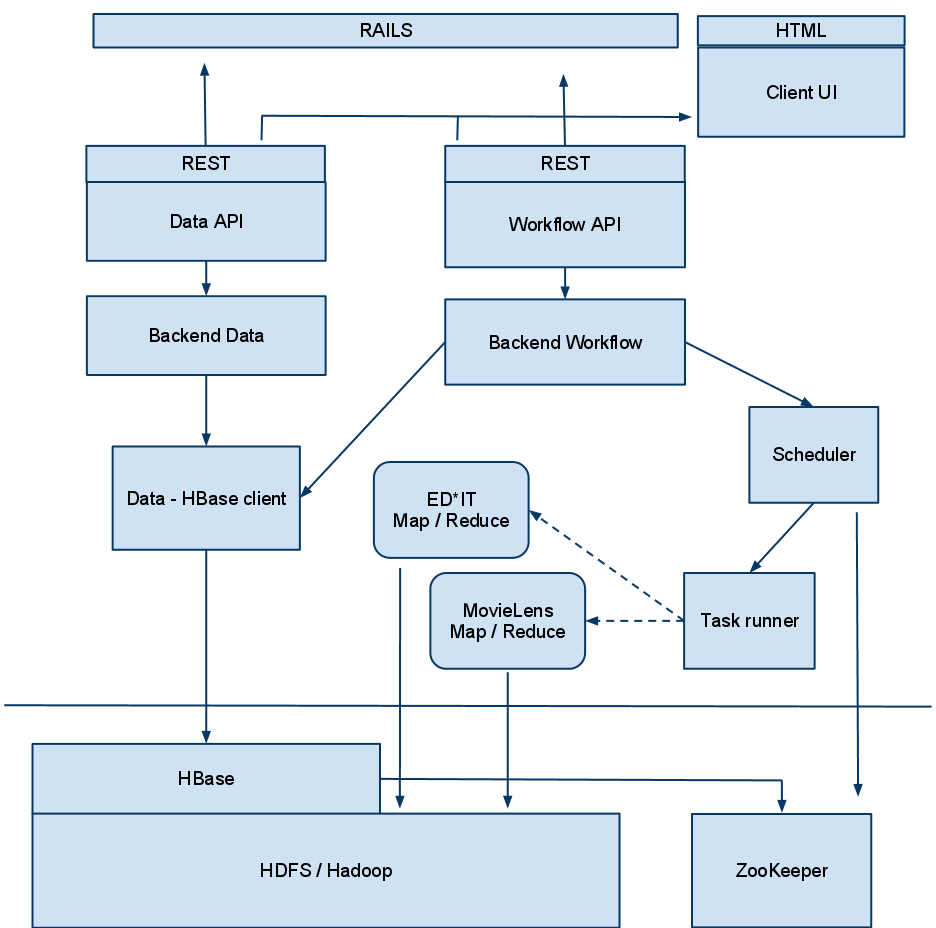 RAILS
HTML
Client UI
REST
Data API
REST
Workflow API
Backend Data
Backend Workflow
Scheduler
Data - HBase client
ED*IT
Map / Reduce
MovieLens
Map / Reduce
Task runner
HBase
HDFS / Hadoop
ZooKeeper